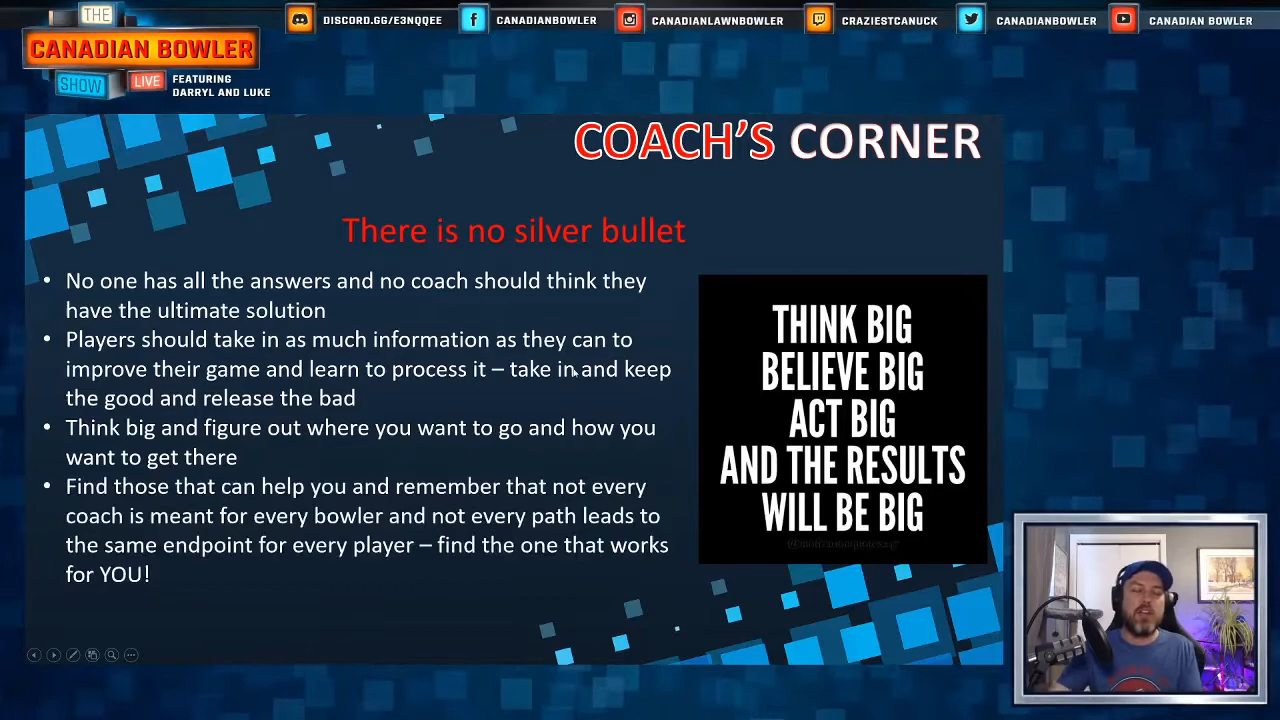 THE
CANADIAN BOWLER
SHOW
LIVE
FEATURING
DARRYL AND LUKE
DISCORD.GG/E3NQQEE
CANADIANBOWLER
CANADIANLAWNBOWLER
CRAZIESTCANUCK
CANADIANBOWLER
CANADIAN BOWLER
COACH'S CORNER
There is no silver bullet
• No one has all the answers and no coach should think they
have the ultimate solution
• Players should take in as much information as they can to
improve their game and learn to process it – take in and keep
the good and release the bad
• Think big and figure out where you want to go and how you
want to get there
• Find those that can help you and remember that not every
coach is meant for every bowler and not every path leads to
the same endpoint for every player – find the one that works
for YOU!
THINK BIG
BELIEVE BIG
ACT BIG
AND THE RESULTS
WILL BE BIG